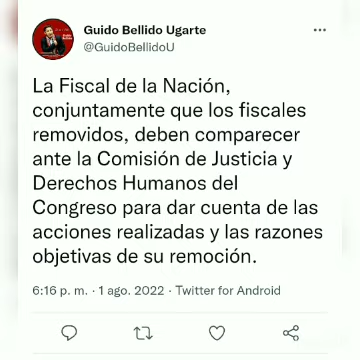 Guido Bellido Ugarte
@GuidoBellidoU
La Fiscal de la Nación,
conjuntamente que los fiscales
removidos, deben comparecer
ante la Comisión de Justicia y
Derechos Humanos del
Congreso para dar cuenta de las
acciones realizadas y las razones
objetivas de su remoción.
6:16 p. m. · 1 ago. 2022 · Twitter for Android